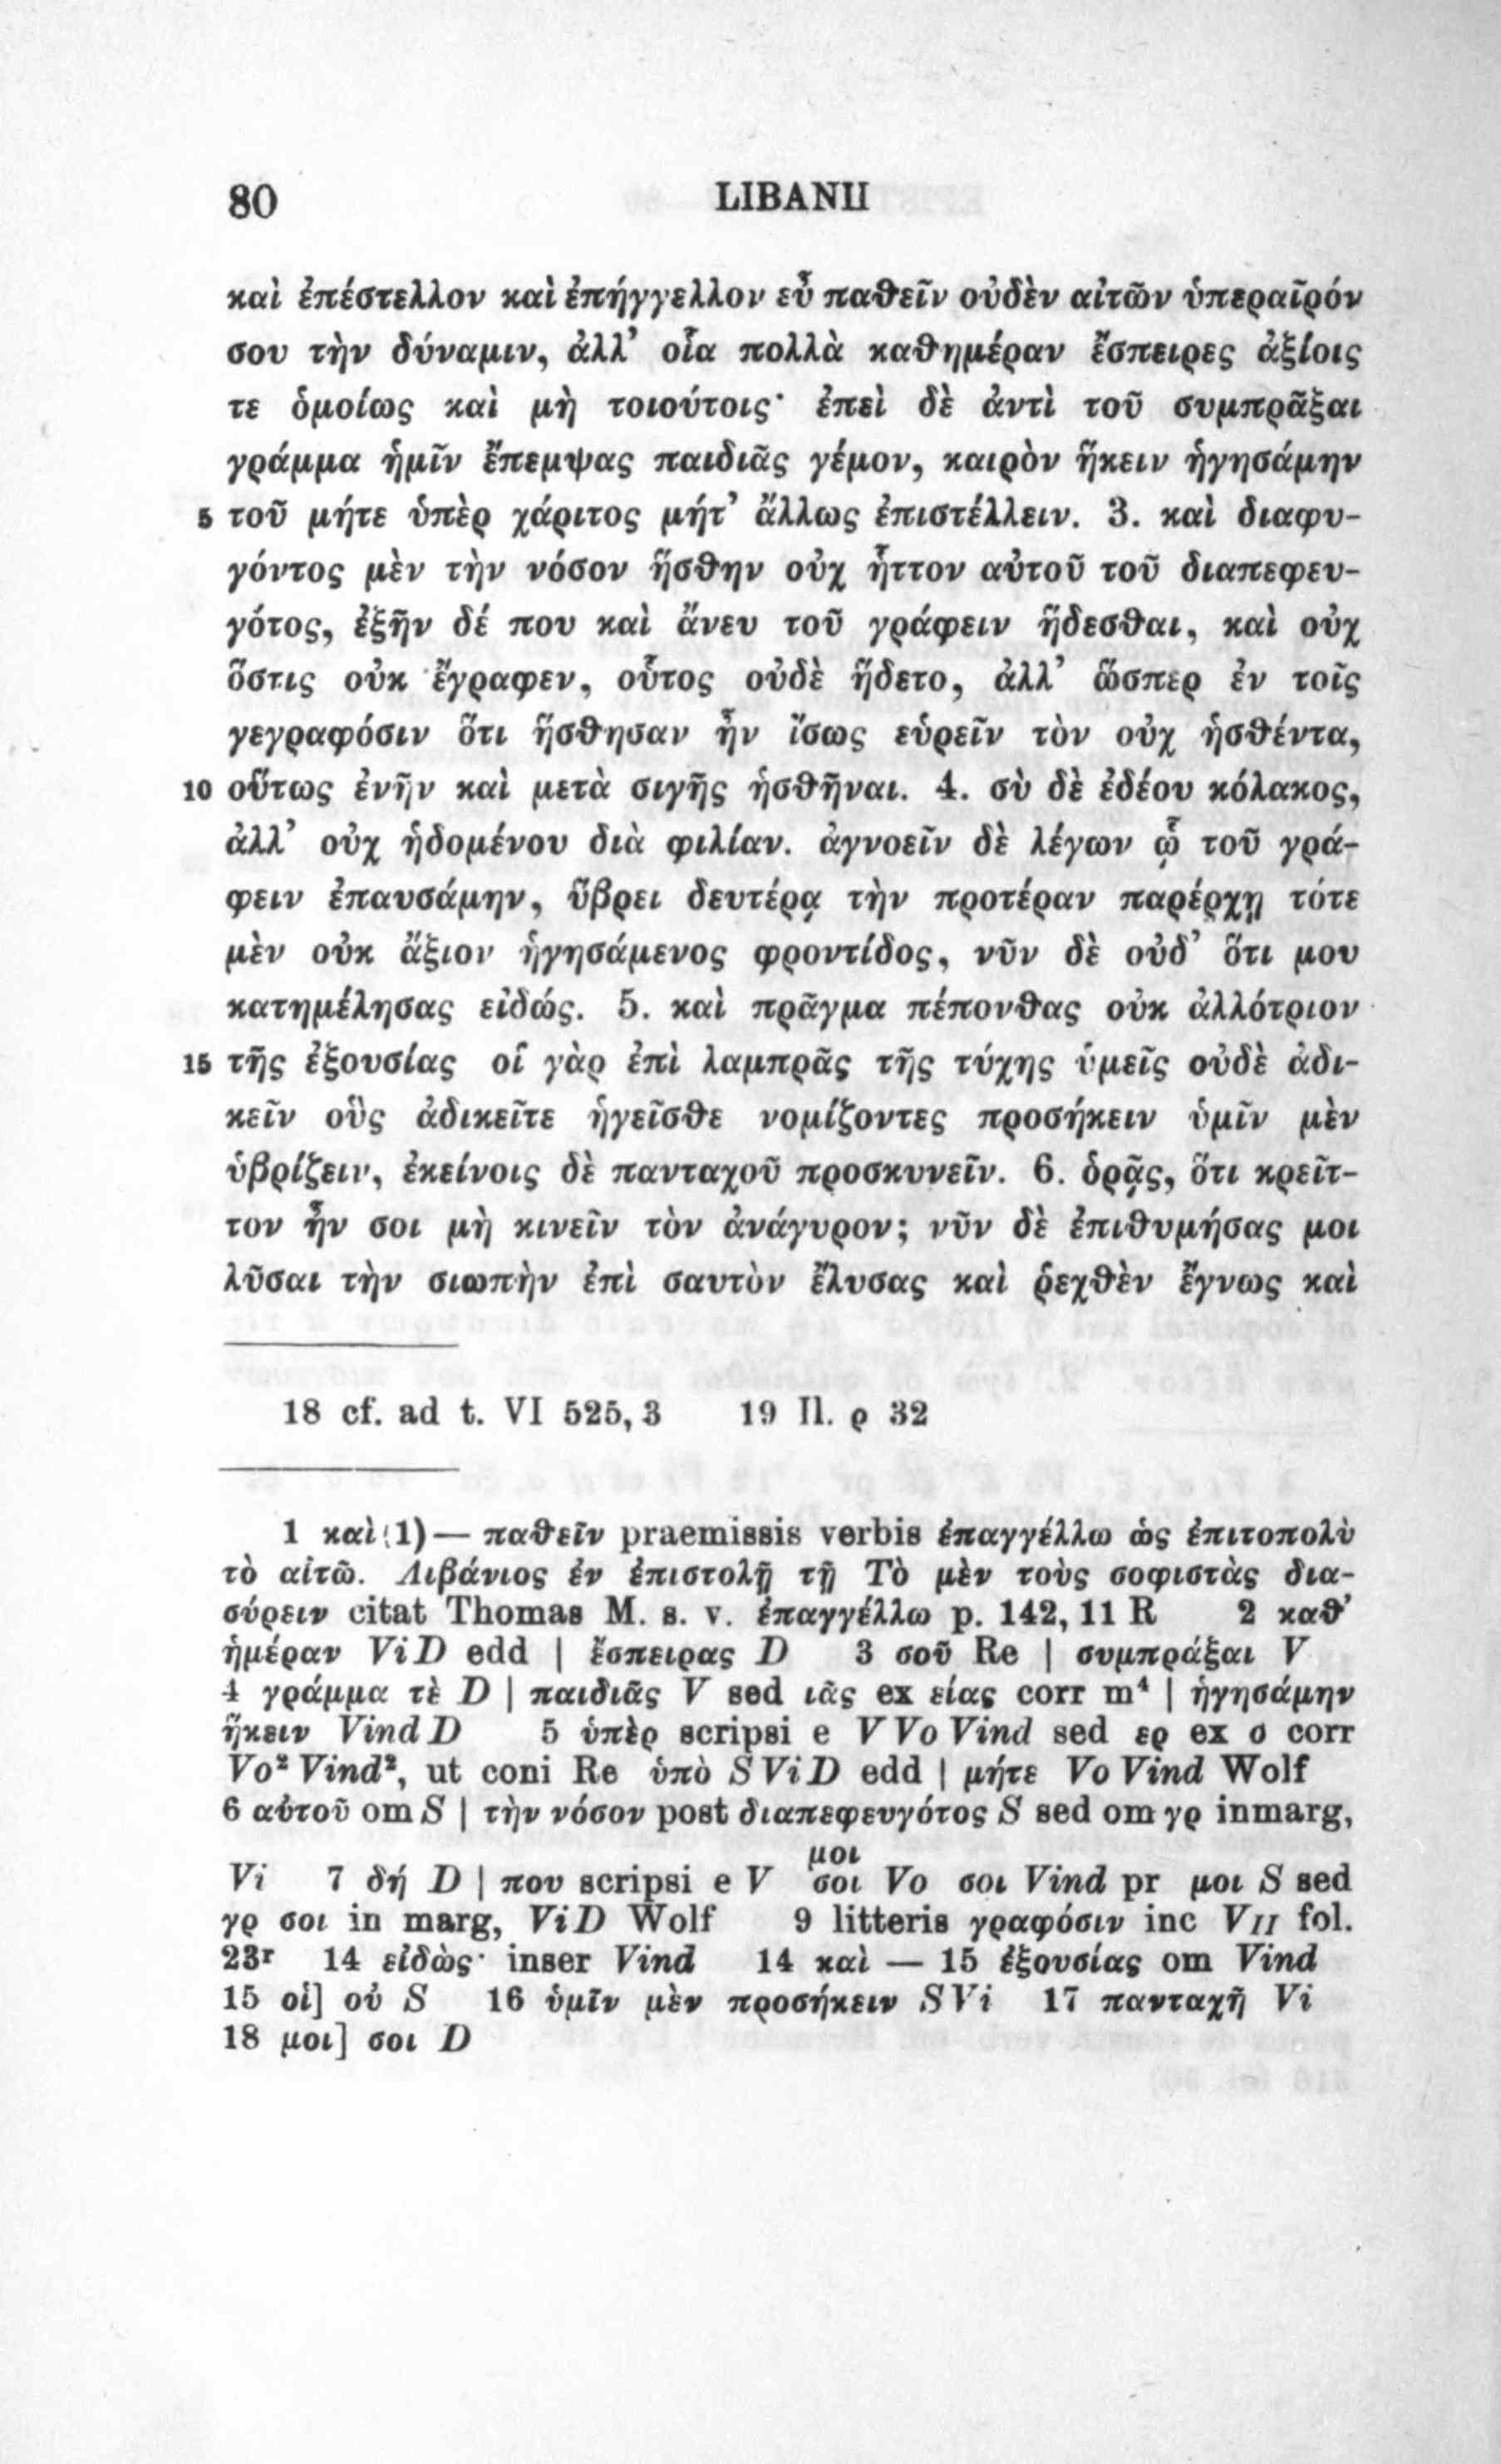 80 LIBANII
καὶ ἐπέστελλον καὶ ἐπήγγελλον εὖ παθεῖν οὐδὲν αἰτῶν ὑπεραῖρόν
σου τὴν δύναμιν, ἀλλ’ οἷα πολλὰ καθημέραν ἔσπειρες ἀξίοις
τε ὁμοίως καὶ μὴ τοιούτοις· ἐπεὶ δὲ ἀντὶ τοῦ συμπρᾶξαι
γράμμα ἡμῖν ἔπεμψας παιδιᾶς γέμον, καιρὸν ἥκειν ἡγησάμην
5 τοῦ μήτε ὑπὲρ χάριτος μήτ’ ἄλλως ἐπιστέλλειν. 3. καὶ διαφυ-
γόντος μὲν τὴν νόσον ἥσθην οὐχ ἧττον αὐτοῦ τοῦ διαπεφευ-
γότος, ἐξῆν δέ που καὶ ἄνευ τοῦ γράφειν ἥδεσθαι, καὶ οὐχ
ὅστις οὐκ ἔγραφεν, οὗτος οὐδὲ ἥδετο, ἀλλ’ ὥσπερ ἐν τοῖς
γεγραφόσιν ὅτι ἥσθησαν ἦν ἴσως εὑρεῖν τὸν οὐχ ἡσθέντα,
10 οὕτως ἐνῆν καὶ μετὰ σιγῆς ἡσθῆναι. 4. σὺ δὲ ἐδέου κόλακος,
ἀλλ’ οὐχ ἡδομένου διὰ φιλίαν. ἀγνοεῖν δὲ λέγων ᾧ τοῦ γρά-
φειν ἐπαυσάμην, ὕβρει δευτέρᾳ τὴν προτέραν παρέρχῃ τότε
μὲν οὐκ ἄξιον ἡγησάμενος φροντίδος, νῦν δὲ οὐδ’ ὅτι μου
κατημέλησας εἰδώς. 5. καὶ πρᾶγμα πέπονθας οὐκ ἀλλότριον
15 τῆς ἐξουσίας οἱ γὰρ ἐπὶ λαμπρᾶς τῆς τύχης ὑμεῖς οὐδὲ ἀδι-
κεῖν οὓς ἀδικεῖτε ἡγεῖσθε νομίζοντες προσήκειν ὑμῖν μὲν
ὑβρίζειν, ἐκείνοις δὲ πανταχοῦ προσκυνεῖν. 6. ὁρᾷς, ὅτι κρεῖτ-
τον ἦν σοι μὴ κινεῖν τὸν ἀνάγυρον; νῦν δὲ ἐπιθυμήσας μοι
λῦσαι τὴν σιωπὴν ἐπὶ σαυτὸν ἔλυσας καὶ ῥεχθὲν ἔγνως καὶ
18 cf. ad t. VI 525, 3 19 Il. ρ 32
1 καὶ (1) — παθεῖν praemissis verbis ἐπαγγέλλω ὡς ἐπιτοπολὺ
τὸ αἰτῶ. Λιβάνιος ἐν ἐπιστολῇ τῇ Τὸ μὲν τοὺς σοφιστὰς δια-
σύρειν citat Thomas M. s. v. ἐπαγγέλλω p. 142, 11 R 2 καθ’
ἡμέραν Vi D edd | ἔσπειρας D 3 σοῦ Re | συμπράξαι V
4 γράμμα τὲ D | παιδιᾶς V sed ιᾶς ex είας corr m⁴ | ἡγησάμην
ἥκειν Vind D 5 ὑπὲρ scripsi e V Vo Vind sed ερ ex ο corr
Vo² Vind², ut coni Re ὑπὸ S Vi D edd | μήτε Vo Vind Wolf
6 αὐτοῦ om S | τὴν νόσον post διαπεφευγότος S sed om γρ in marg,
μοι
Vi 7 δή D | που scripsi e V σοι Vo σοι Vind pr μοι S sed
γρ σοι in marg, Vi D Wolf 9 litteris γραφόσιν inc VII fol.
23ʳ 14 εἰδὼς· inser Vind 14 καὶ — 15 ἐξουσίας om Vind
15 οἱ] οὐ S 16 ὑμῖν μὲν προσήκειν S Vi 17 πανταχῆ Vi
18 μοι] σοι D